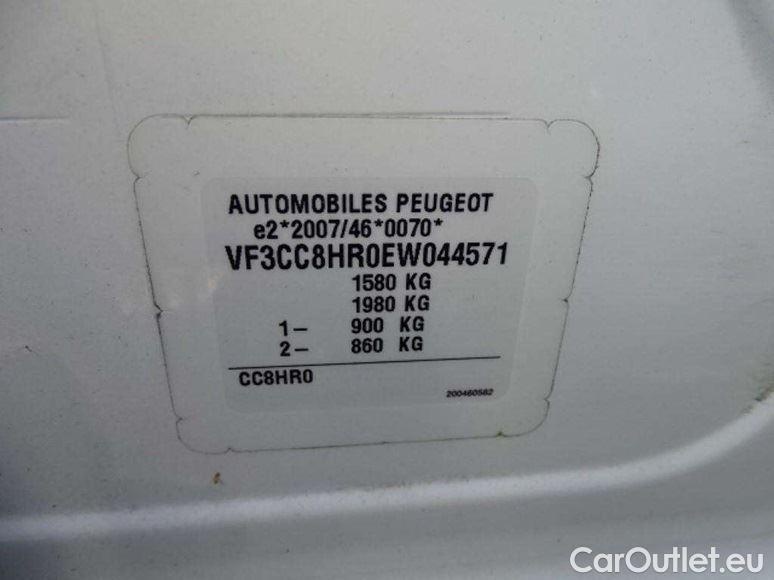 AUTOMOBILES PEUGEOT
e2*2007/46*0070*
VF3CC8HR0EW044571
1580 KG
1980 KG
1– 900 KG
2– 860 KG
CC8HR0
200460582
CarOutlet.eu